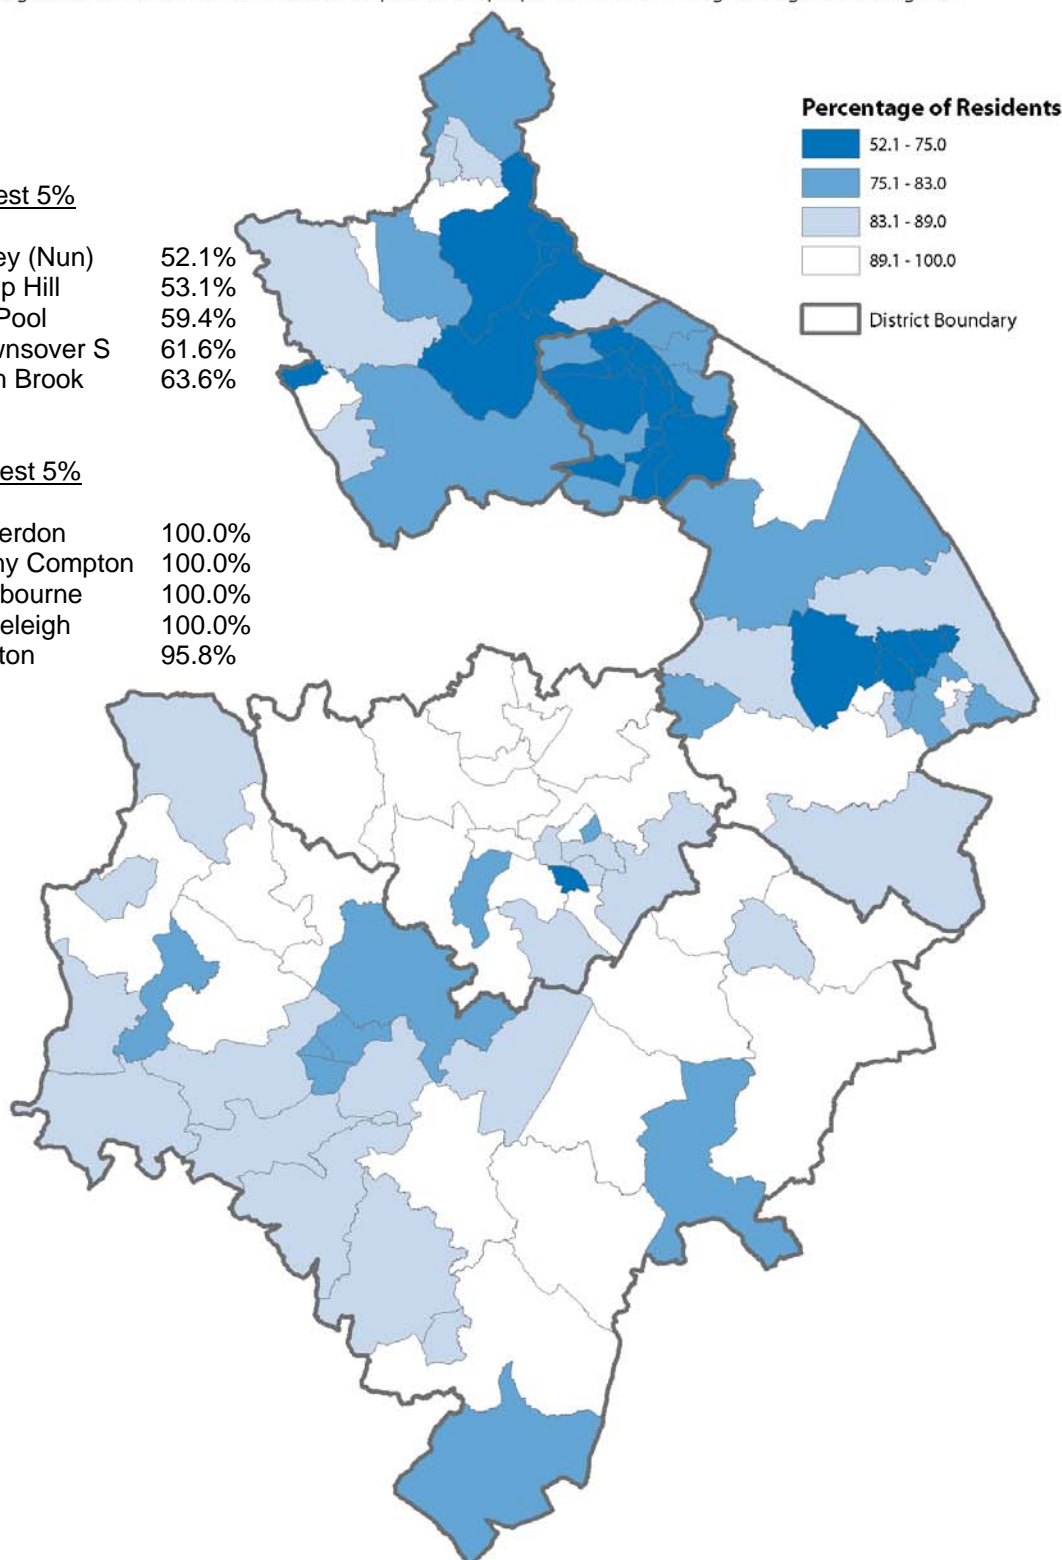 Percentage of Residents
52.1 - 75.0
75.1 - 83.0
83.1 - 89.0
89.1 - 100.0
District Boundary
est 5%
ey (Nun) 52.1%
p Hill 53.1%
Pool 59.4%
wnsover S 61.6%
n Brook 63.6%
est 5%
erdon 100.0%
ny Compton 100.0%
bourne 100.0%
eleigh 100.0%
ton 95.8%